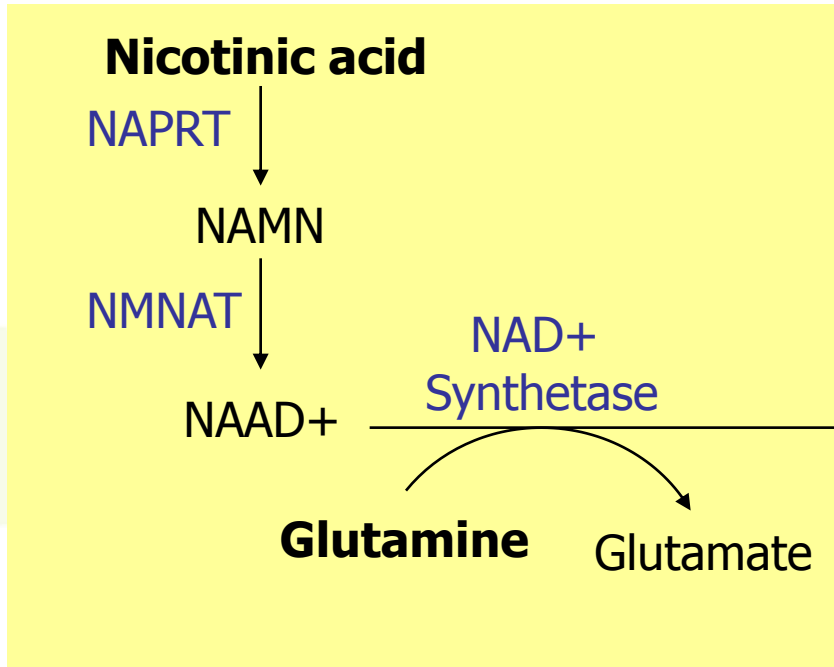 Nicotinic acid
NAPRT
NAMN
NMNAT
NAD+
Synthetase
NAAD+
Glutamine
Glutamate